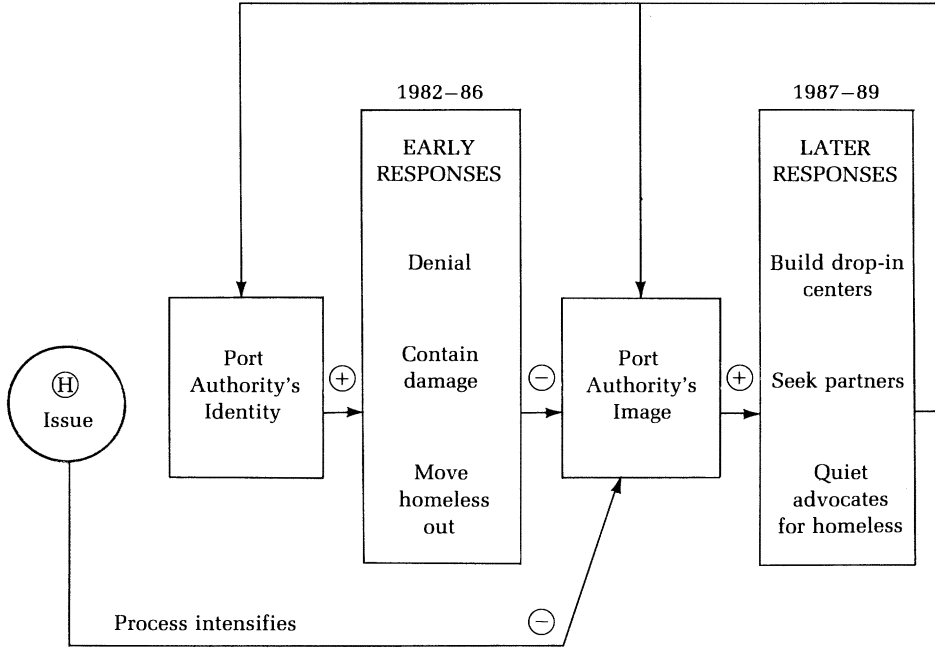 1982–86
EARLY
RESPONSES
Denial
Contain
damage
Move
homeless
out
1987–89
LATER
RESPONSES
Build drop-in
centers
Seek partners
Quiet
advocates
for homeless
H
Issue
Port
Authority's
Identity
+
−
Port
Authority's
Image
+
Process intensifies
−